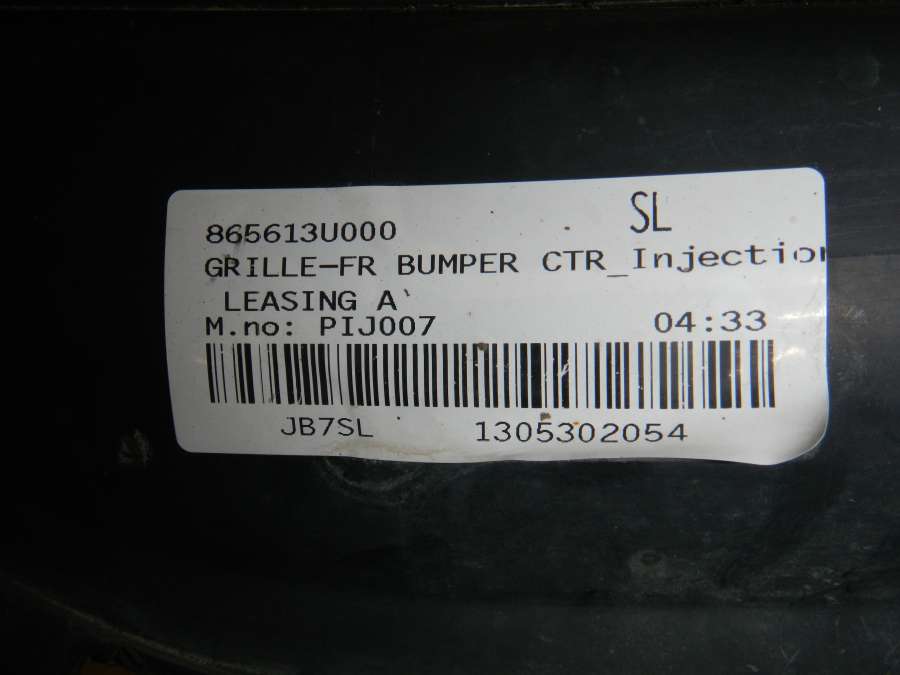 865613U000 SL
GRILLE-FR BUMPER CTR_Injection
LEASING A
M.no: PIJ007 04:33
JB7SL 1305302054